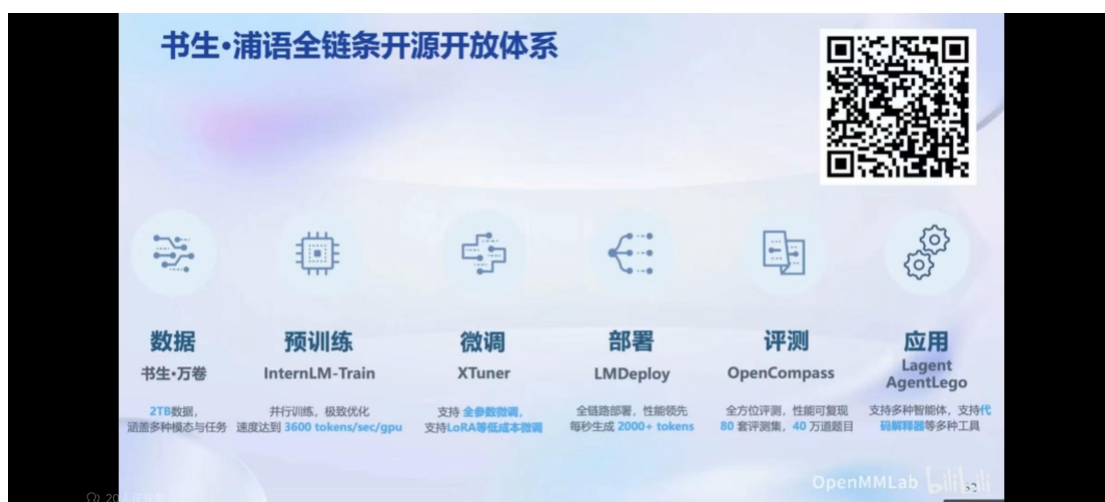 书生·浦语全链条开源开放体系
数据
书生·万卷
2TB数据，
涵盖多种模态与任务
预训练
InternLM-Train
并行训练，极致优化
速度达到 3600 tokens/sec/gpu
微调
XTuner
支持 全参数微调，
支持LoRA等低成本微调
部署
LMDeploy
全链路部署，性能领先
每秒生成 2000+ tokens
评测
OpenCompass
全方位评测，性能可复现
80 套评测集，40 万道题目
应用
Lagent
AgentLego
支持多种智能体，支持代
码解释器等多种工具
OpenMMLab bilibili
52